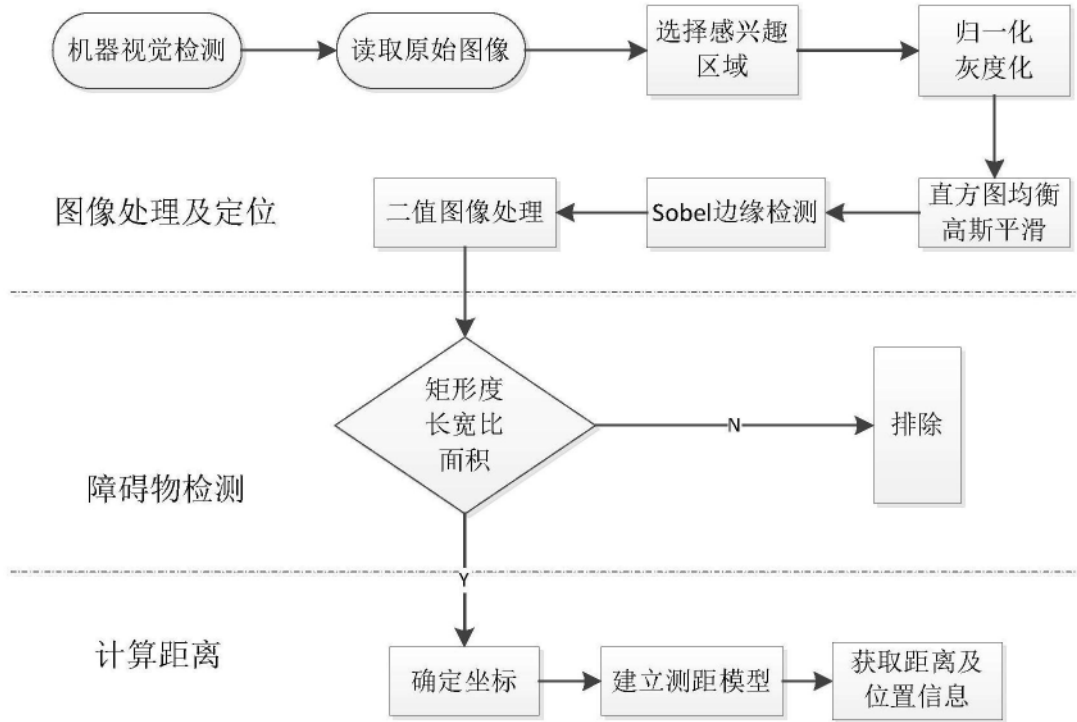 机器视觉检测
读取原始图像
选择感兴趣
区域
归一化
灰度化
图像处理及定位
二值图像处理
Sobel边缘检测
直方图均衡
高斯平滑
矩形度
长宽比
面积
N
排除
障碍物检测
Y
计算距离
确定坐标
建立测距模型
获取距离及
位置信息